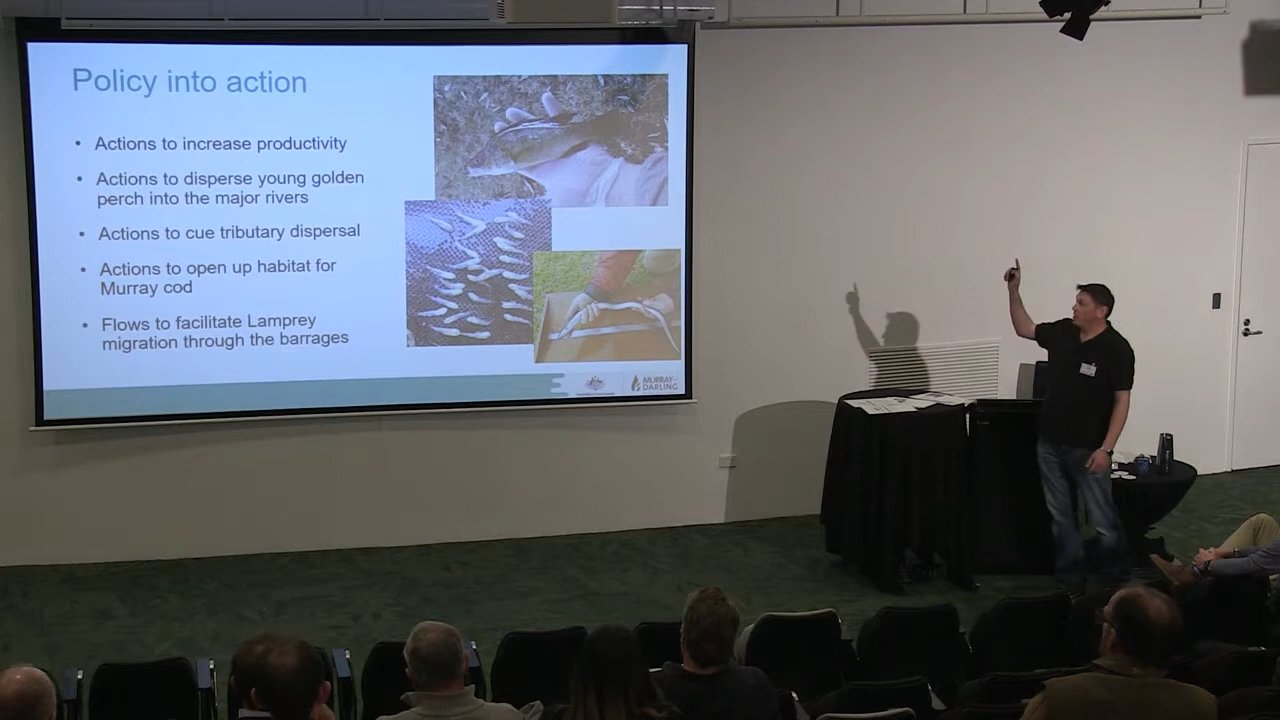 Policy into action
• Actions to increase productivity
• Actions to disperse young golden
perch into the major rivers
• Actions to cue tributary dispersal
• Actions to open up habitat for
Murray cod
• Flows to facilitate Lamprey
migration through the barrages
MURRAY–
DARLING